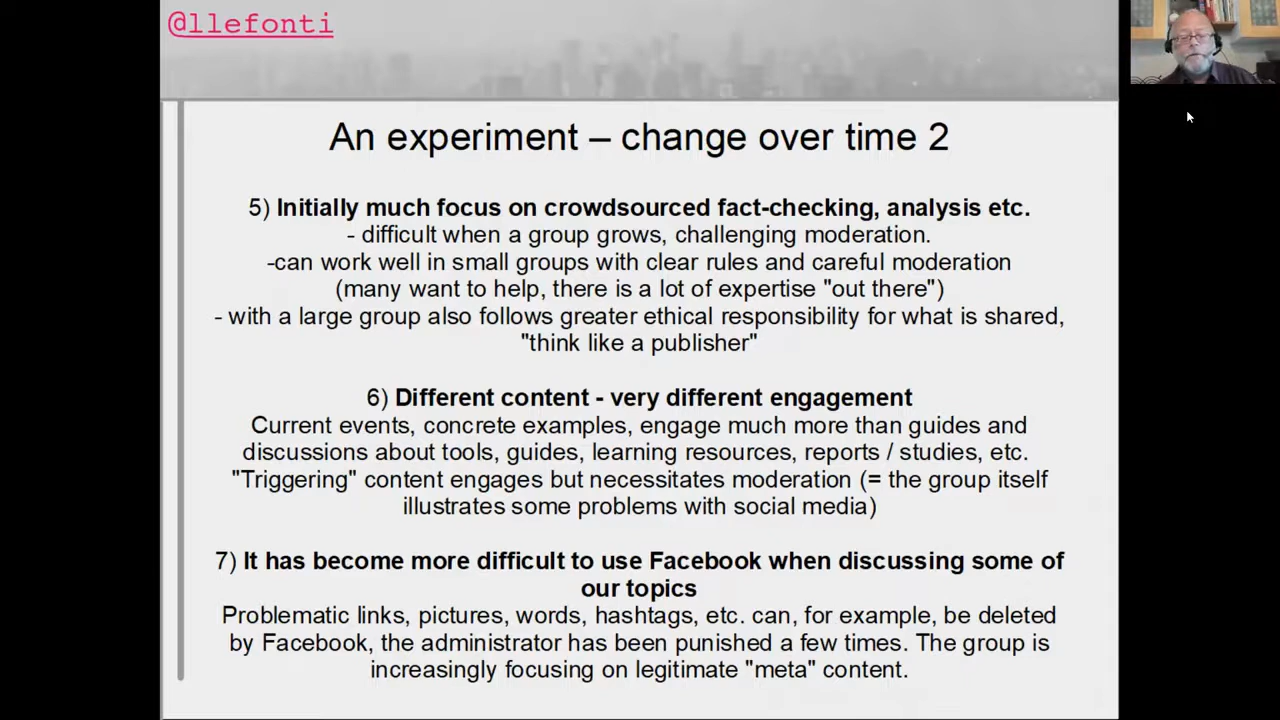 @llefonti
An experiment – change over time 2
5) Initially much focus on crowdsourced fact-checking, analysis etc.
- difficult when a group grows, challenging moderation.
-can work well in small groups with clear rules and careful moderation
(many want to help, there is a lot of expertise "out there")
- with a large group also follows greater ethical responsibility for what is shared,
"think like a publisher"
6) Different content - very different engagement
Current events, concrete examples, engage much more than guides and
discussions about tools, guides, learning resources, reports / studies, etc.
"Triggering" content engages but necessitates moderation (= the group itself
illustrates some problems with social media)
7) It has become more difficult to use Facebook when discussing some of
our topics
Problematic links, pictures, words, hashtags, etc. can, for example, be deleted
by Facebook, the administrator has been punished a few times. The group is
increasingly focusing on legitimate "meta" content.